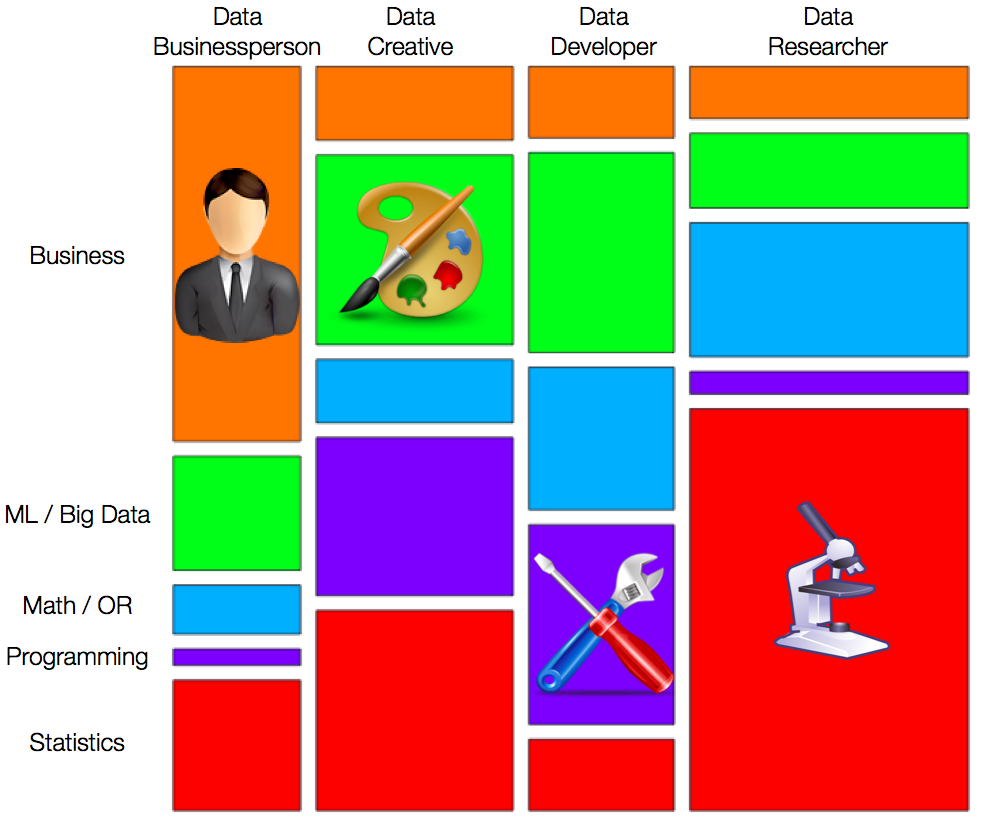 Data
Businessperson
Data
Creative
Data
Developer
Data
Researcher
Business
ML / Big Data
Math / OR
Programming
Statistics